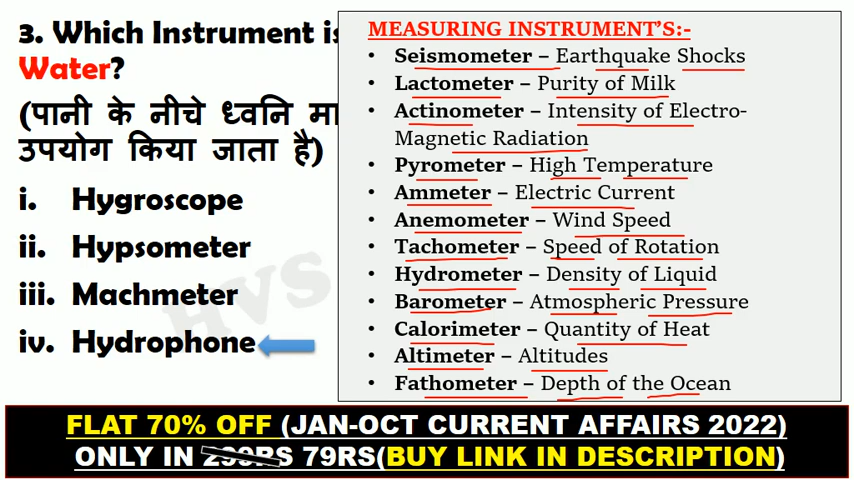 3. Which Instrument is
Water?
(पानी के नीचे ध्वनि मा
उपयोग किया जाता है)
i. Hygroscope
ii. Hypsometer
iii. Machmeter
iv. Hydrophone
HVS
MEASURING INSTRUMENT'S:-
• Seismometer – Earthquake Shocks
• Lactometer – Purity of Milk
• Actinometer – Intensity of Electro-
Magnetic Radiation
• Pyrometer – High Temperature
• Ammeter – Electric Current
• Anemometer – Wind Speed
• Tachometer – Speed of Rotation
• Hydrometer – Density of Liquid
• Barometer – Atmospheric Pressure
• Calorimeter – Quantity of Heat
• Altimeter – Altitudes
• Fathometer – Depth of the Ocean
FLAT 70% OFF (JAN-OCT CURRENT AFFAIRS 2022)
ONLY IN 299RS 79RS(BUY LINK IN DESCRIPTION)